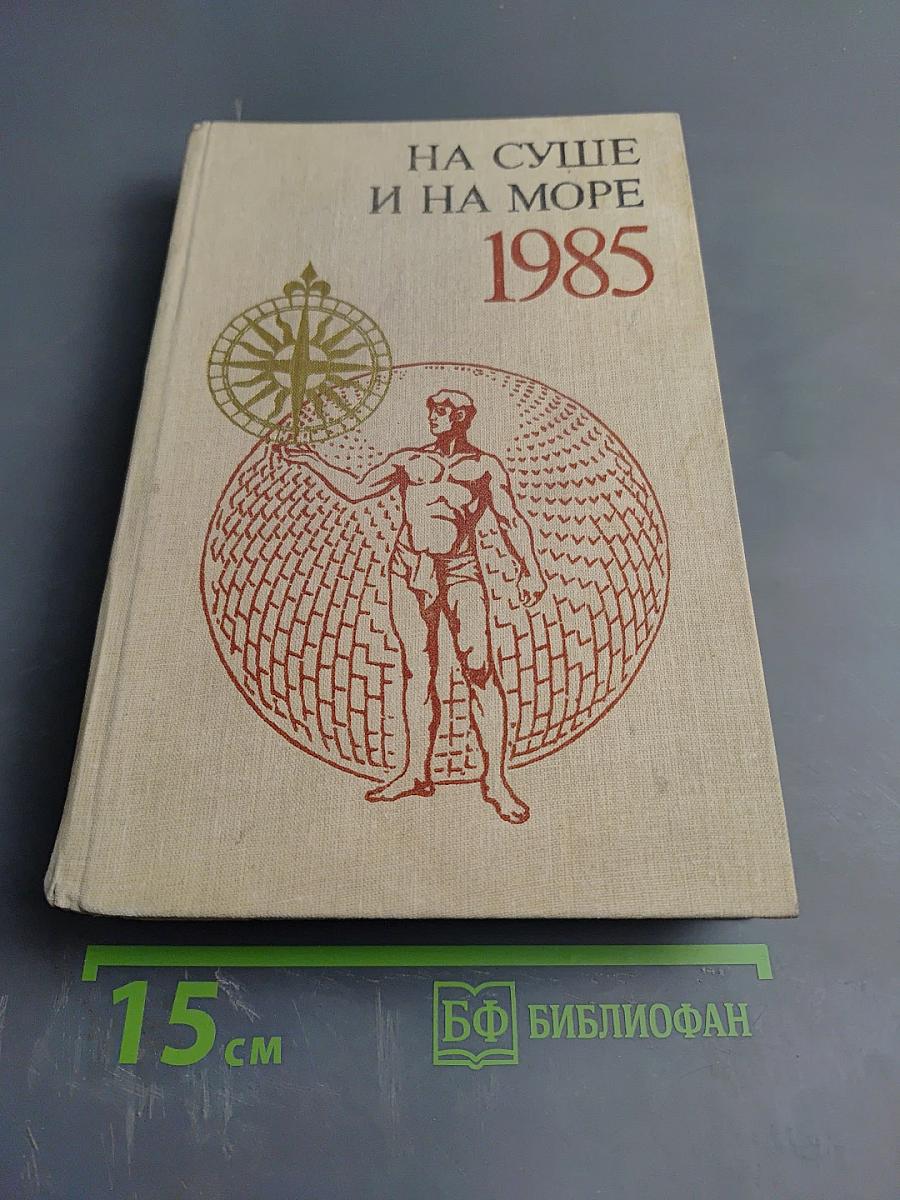 НА СУШЕ
И НА МОРЕ
1985
15 см
БФ БИБЛИОФАН